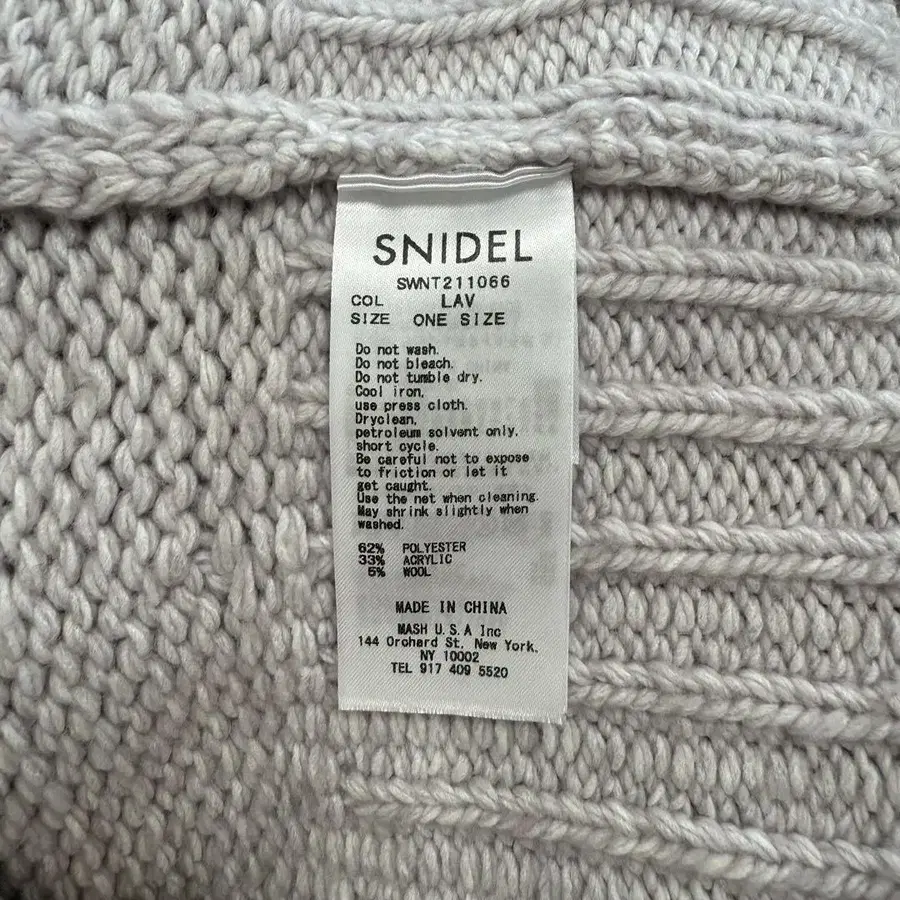 SNIDEL
SWNT211066
COL LAV
SIZE ONE SIZE
Do not wash.
Do not bleach.
Do not tumble dry.
Cool iron,
use press cloth.
Dryclean,
petroleum solvent only.
short cycle.
Be careful not to expose
to friction or let it
get caught.
Use the net when cleaning.
May shrink slightly when
washed.
62% POLYESTER
33% ACRYLIC
5% WOOL
MADE IN CHINA
MASH U.S.A Inc
144 Orchard St. New York.
NY 10002
TEL 917 409 5520